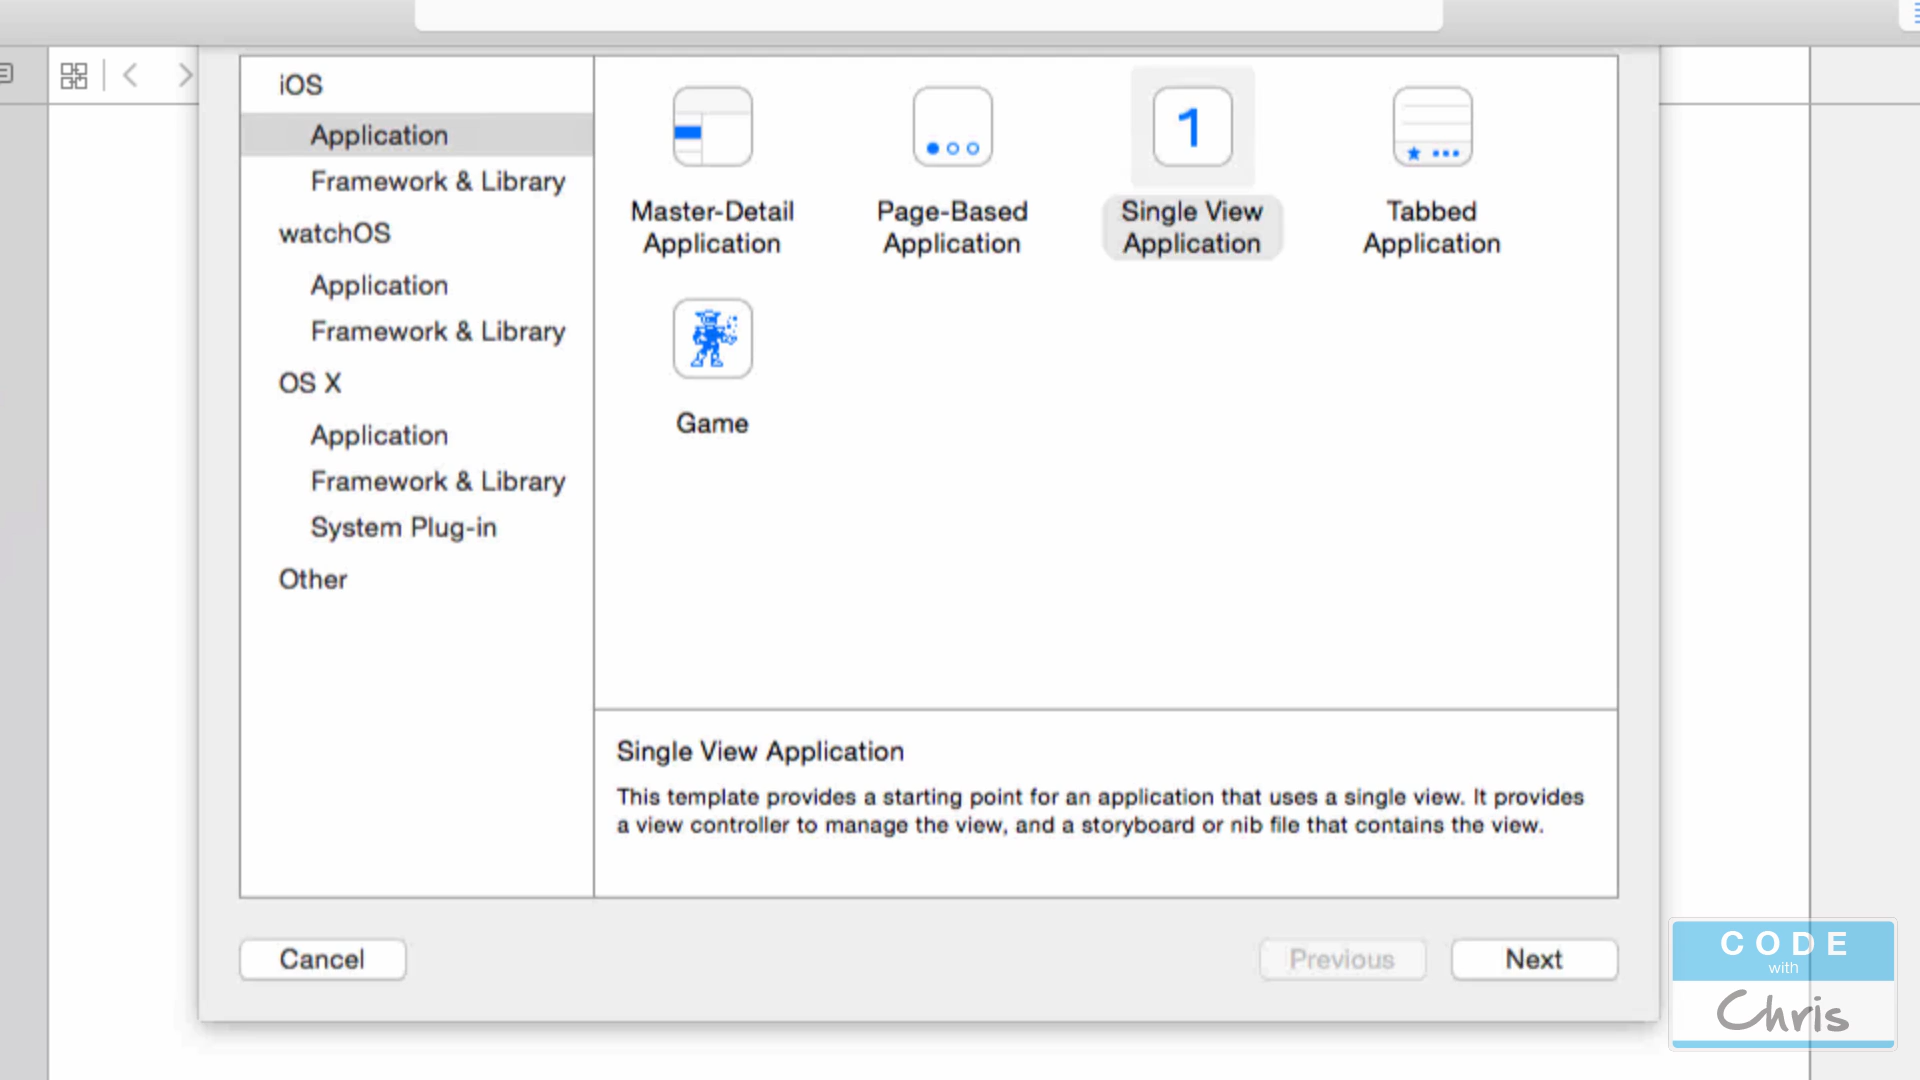 iOS
Application
Framework & Library
watchOS
Application
Framework & Library
OS X
Application
Framework & Library
System Plug-in
Other
Master-Detail
Application
Page-Based
Application
1
Single View
Application
Tabbed
Application
Game
Single View Application
This template provides a starting point for an application that uses a single view. It provides
a view controller to manage the view, and a storyboard or nib file that contains the view.
Cancel
Previous
Next
CODE
with
Chris